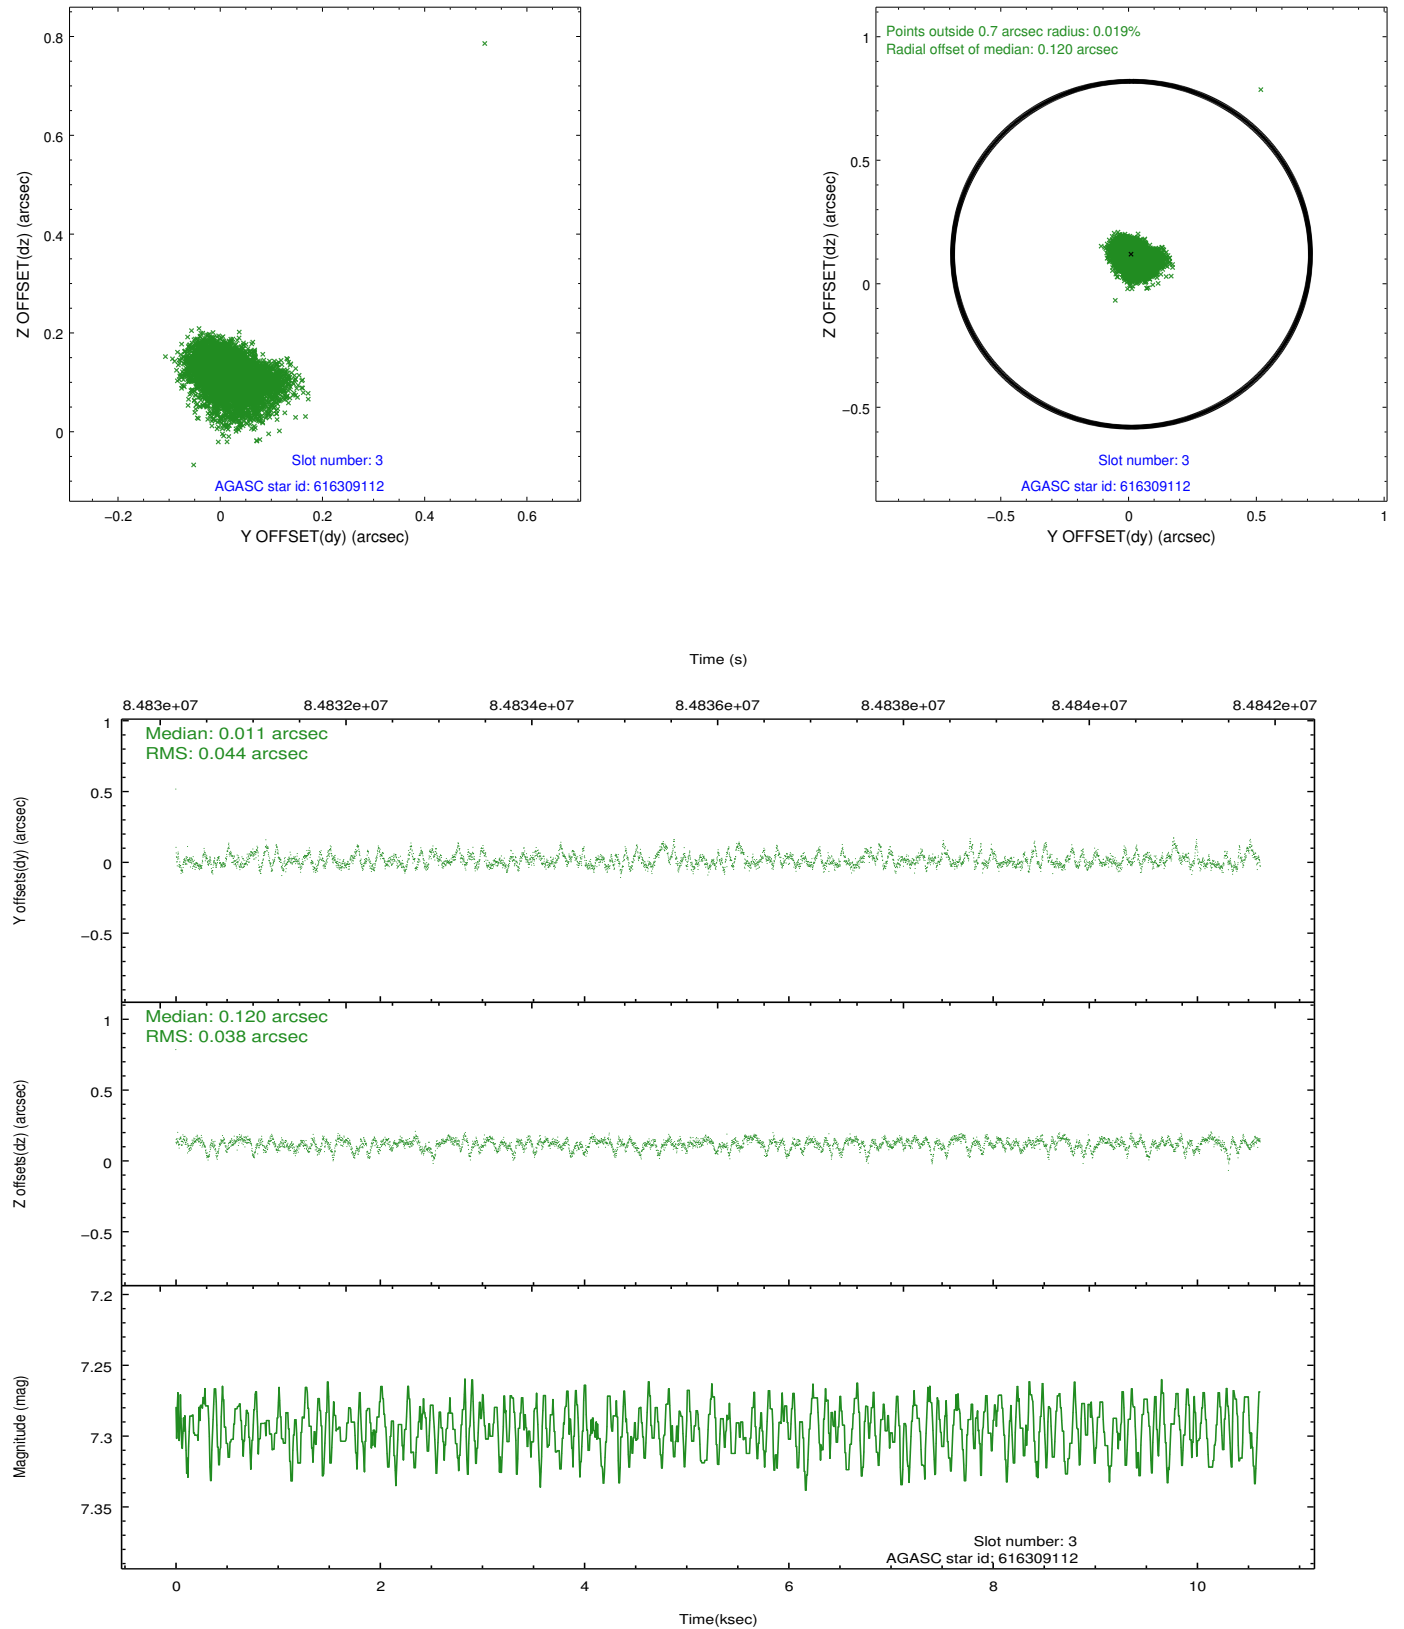 0.8
0.6
0.4
0.2
0
Z OFFSET(dz) (arcsec)
Slot number: 3
AGASC star id: 616309112
−0.2 0 0.2 0.4 0.6
Y OFFSET(dy) (arcsec)
Points outside 0.7 arcsec radius: 0.019%
Radial offset of median: 0.120 arcsec
1
0.5
0
−0.5
Z OFFSET(dz) (arcsec)
Slot number: 3
AGASC star id: 616309112
−0.5 0 0.5 1
Y OFFSET(dy) (arcsec)
Time (s)
8.483e+07 8.4832e+07 8.4834e+07 8.4836e+07 8.4838e+07 8.484e+07 8.4842e+07
Median: 0.011 arcsec
RMS: 0.044 arcsec
1
0.5
0
−0.5
Y offsets(dy) (arcsec)
Median: 0.120 arcsec
RMS: 0.038 arcsec
1
0.5
0
−0.5
Z offsets(dz) (arcsec)
7.2
7.25
7.3
7.35
Magnitude (mag)
Slot number: 3
AGASC star id: 616309112
0 2 4 6 8 10
Time(ksec)